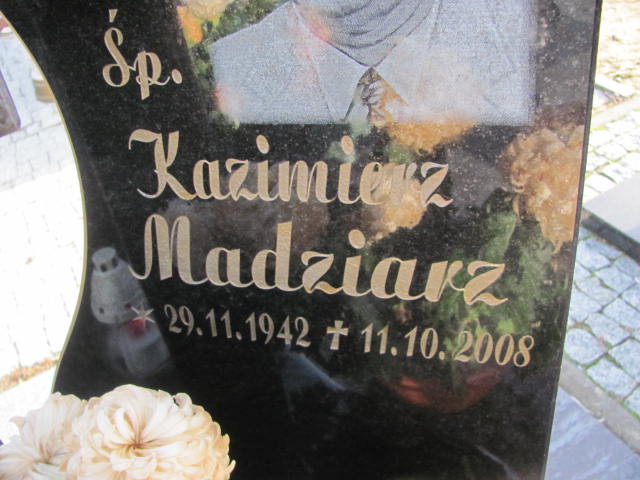 Śp.
Kazimierz
Madziarz
* 29.11.1942 ✝ 11.10.2008